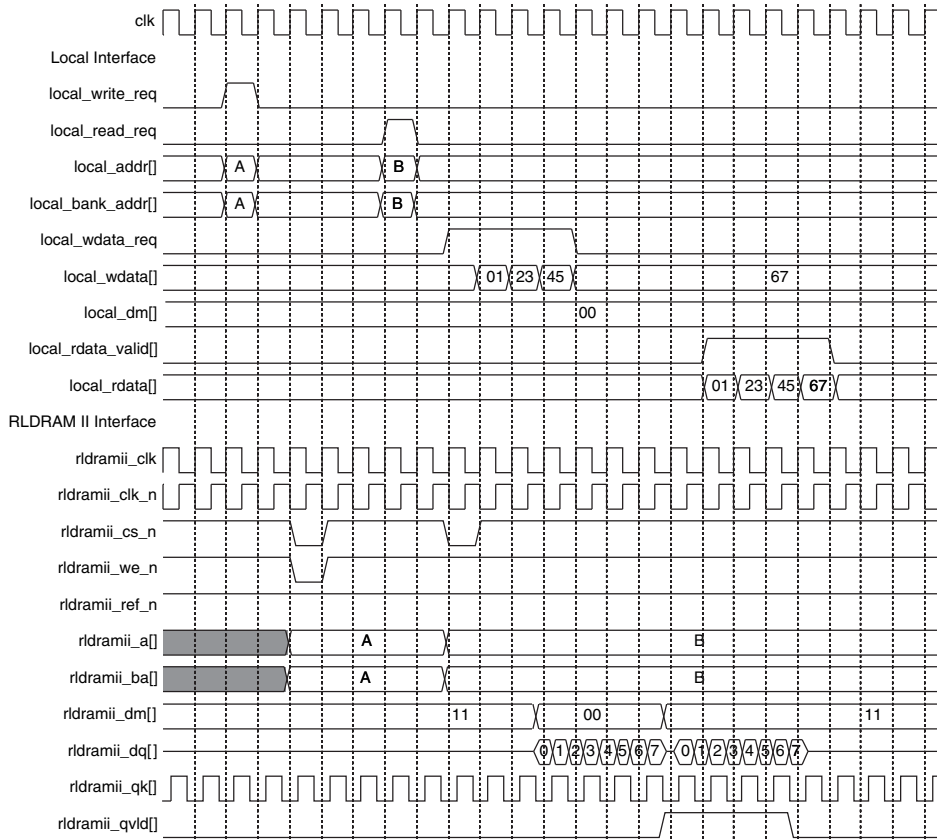 clk
Local Interface
local_write_req
local_read_req
local_addr[] A B
local_bank_addr[] A B
local_wdata_req
local_wdata[] 01 23 45 67
local_dm[] 00
local_rdata_valid[]
local_rdata[] 01 23 45 67
RLDRAM II Interface
rldramii_clk
rldramii_clk_n
rldramii_cs_n
rldramii_we_n
rldramii_ref_n
rldramii_a[] A B
rldramii_ba[] A B
rldramii_dm[] 11 00 11
rldramii_dq[] 0 1 2 3 4 5 6 7 0 1 2 3 4 5 6 7
rldramii_qk[]
rldramii_qvld[]